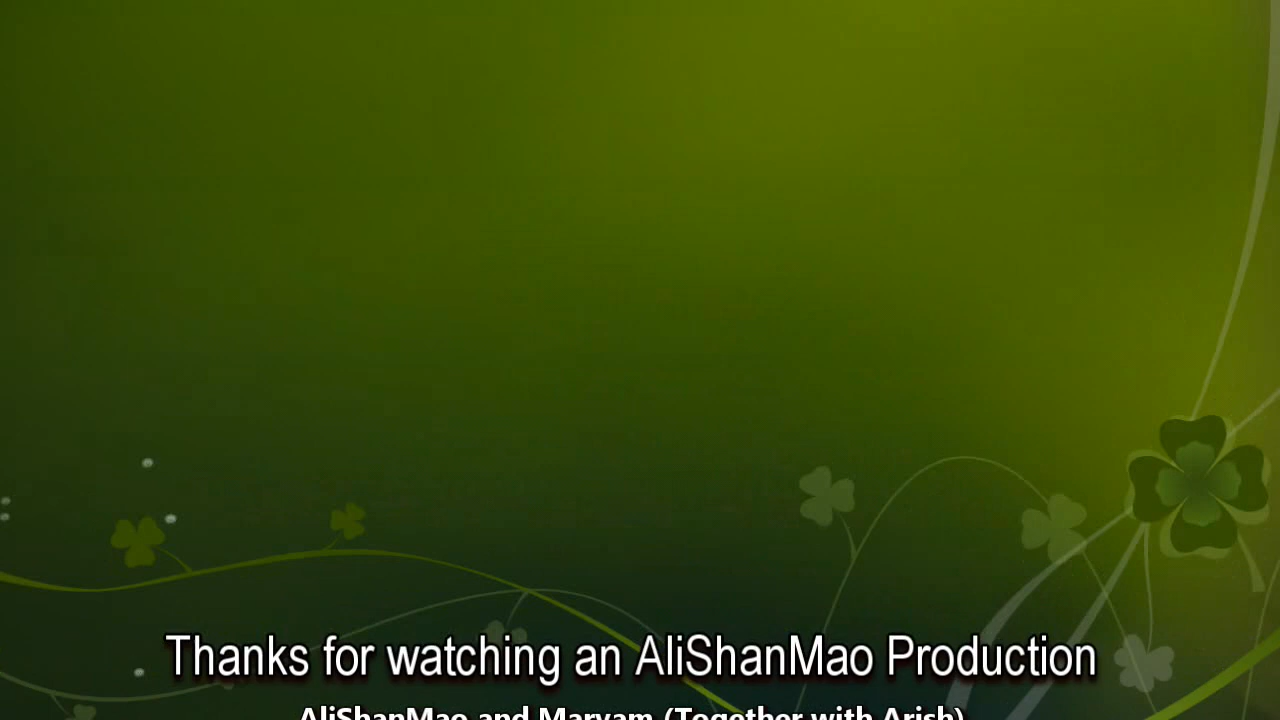 Thanks for watching an AliShanMao Production
AliShanMao and Maryam (Together with Arish)